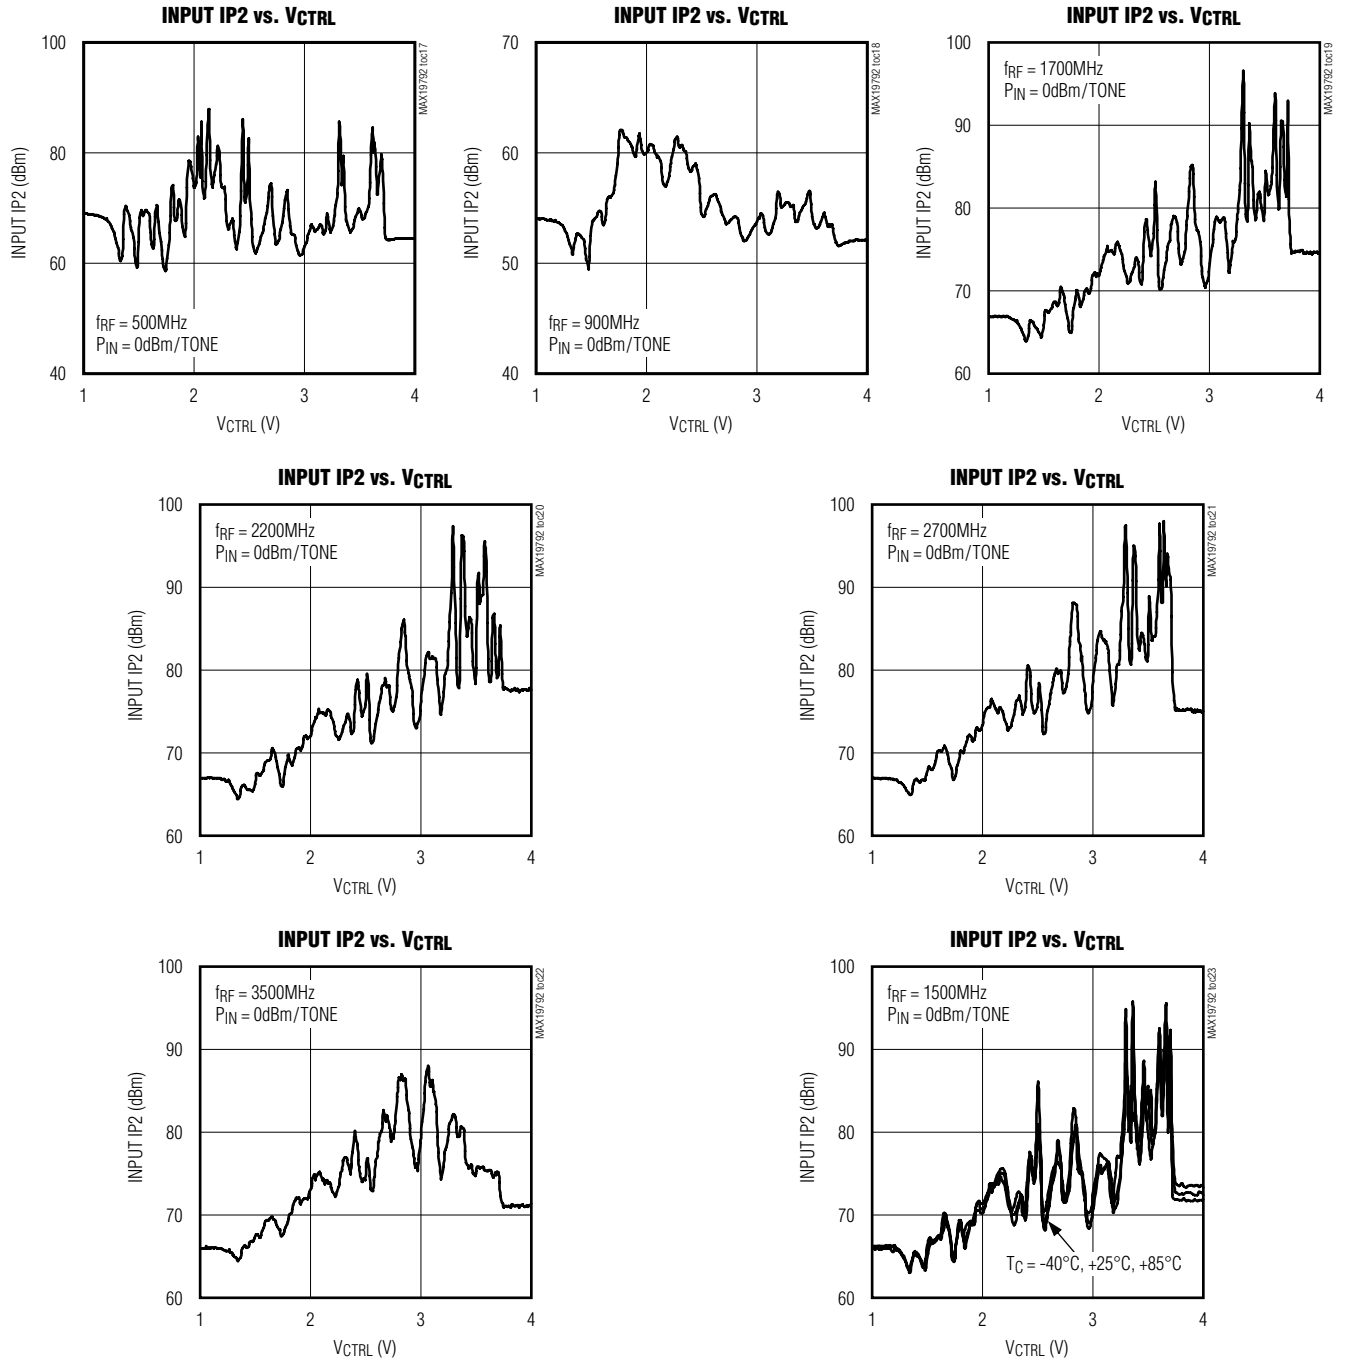 INPUT IP2 vs. VCTRL
INPUT IP2 (dBm)
100
80
60
40
fRF = 500MHz
PIN = 0dBm/TONE
1 2 3 4
VCTRL (V)
MAX19792 toc17
INPUT IP2 vs. VCTRL
INPUT IP2 (dBm)
70
60
50
40
fRF = 900MHz
PIN = 0dBm/TONE
1 2 3 4
VCTRL (V)
MAX19792 toc18
INPUT IP2 vs. VCTRL
INPUT IP2 (dBm)
100
90
80
70
60
fRF = 1700MHz
PIN = 0dBm/TONE
1 2 3 4
VCTRL (V)
MAX19792 toc19
INPUT IP2 vs. VCTRL
INPUT IP2 (dBm)
100
90
80
70
60
fRF = 2200MHz
PIN = 0dBm/TONE
1 2 3 4
VCTRL (V)
MAX19792 toc20
INPUT IP2 vs. VCTRL
INPUT IP2 (dBm)
100
90
80
70
60
fRF = 2700MHz
PIN = 0dBm/TONE
1 2 3 4
VCTRL (V)
MAX19792 toc21
INPUT IP2 vs. VCTRL
INPUT IP2 (dBm)
100
90
80
70
60
fRF = 3500MHz
PIN = 0dBm/TONE
1 2 3 4
VCTRL (V)
MAX19792 toc22
INPUT IP2 vs. VCTRL
INPUT IP2 (dBm)
100
90
80
70
60
fRF = 1500MHz
PIN = 0dBm/TONE
TC = -40°C, +25°C, +85°C
1 2 3 4
VCTRL (V)
MAX19792 toc23